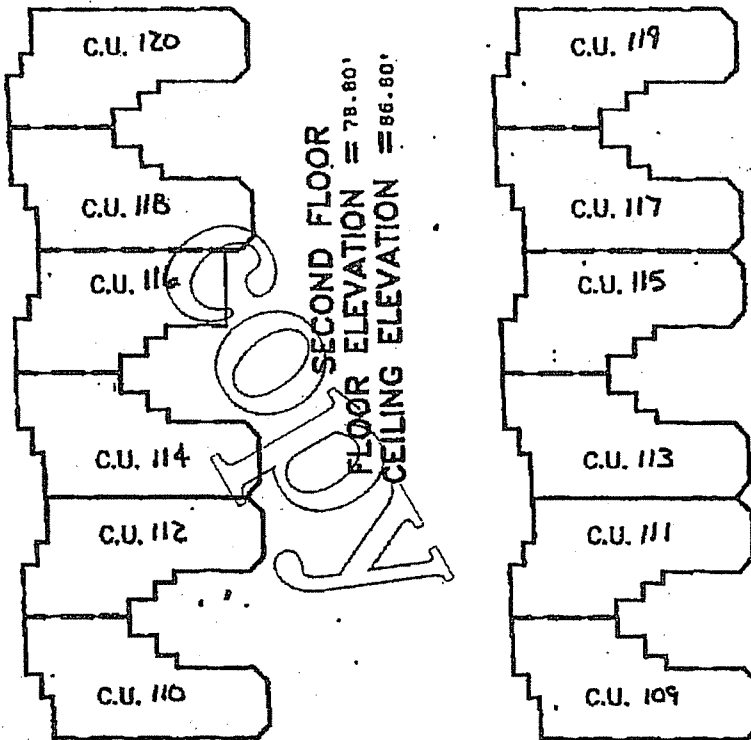 C.U. 120
C.U. 118
C.U. 116
C.U. 114
C.U. 112
C.U. 110
SECOND FLOOR
FLOOR ELEVATION = 78.80'
CEILING ELEVATION = 86.80'
Copy
C.U. 119
C.U. 117
C.U. 115
C.U. 113
C.U. 111
C.U. 109